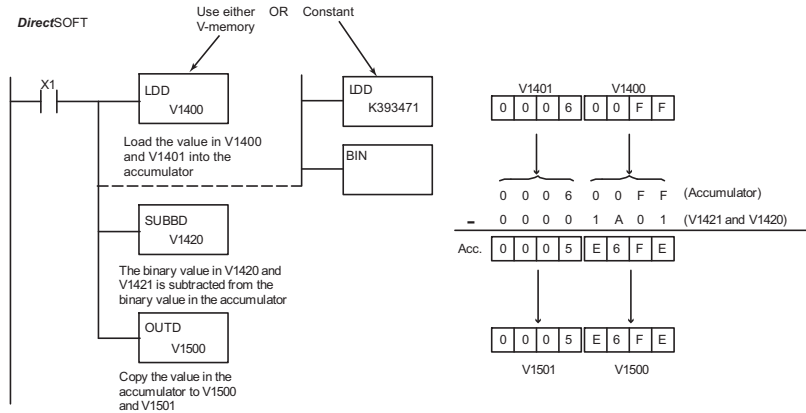 DirectSOFT
Use either
V-memory
OR
Constant
X1
LDD
V1400
Load the value in V1400
and V1401 into the
accumulator
LDD
K393471
BIN
SUBBD
V1420
The binary value in V1420 and
V1421 is subtracted from the
binary value in the accumulator
OUTD
V1500
Copy the value in the
accumulator to V1500
and V1501
V1401 V1400
0 0 0 6 0 0 F F
0 0 0 6 0 0 F F (Accumulator)
- 0 0 0 0 1 A 0 1 (V1421 and V1420)
Acc. 0 0 0 5 E 6 F E
0 0 0 5 E 6 F E
V1501 V1500